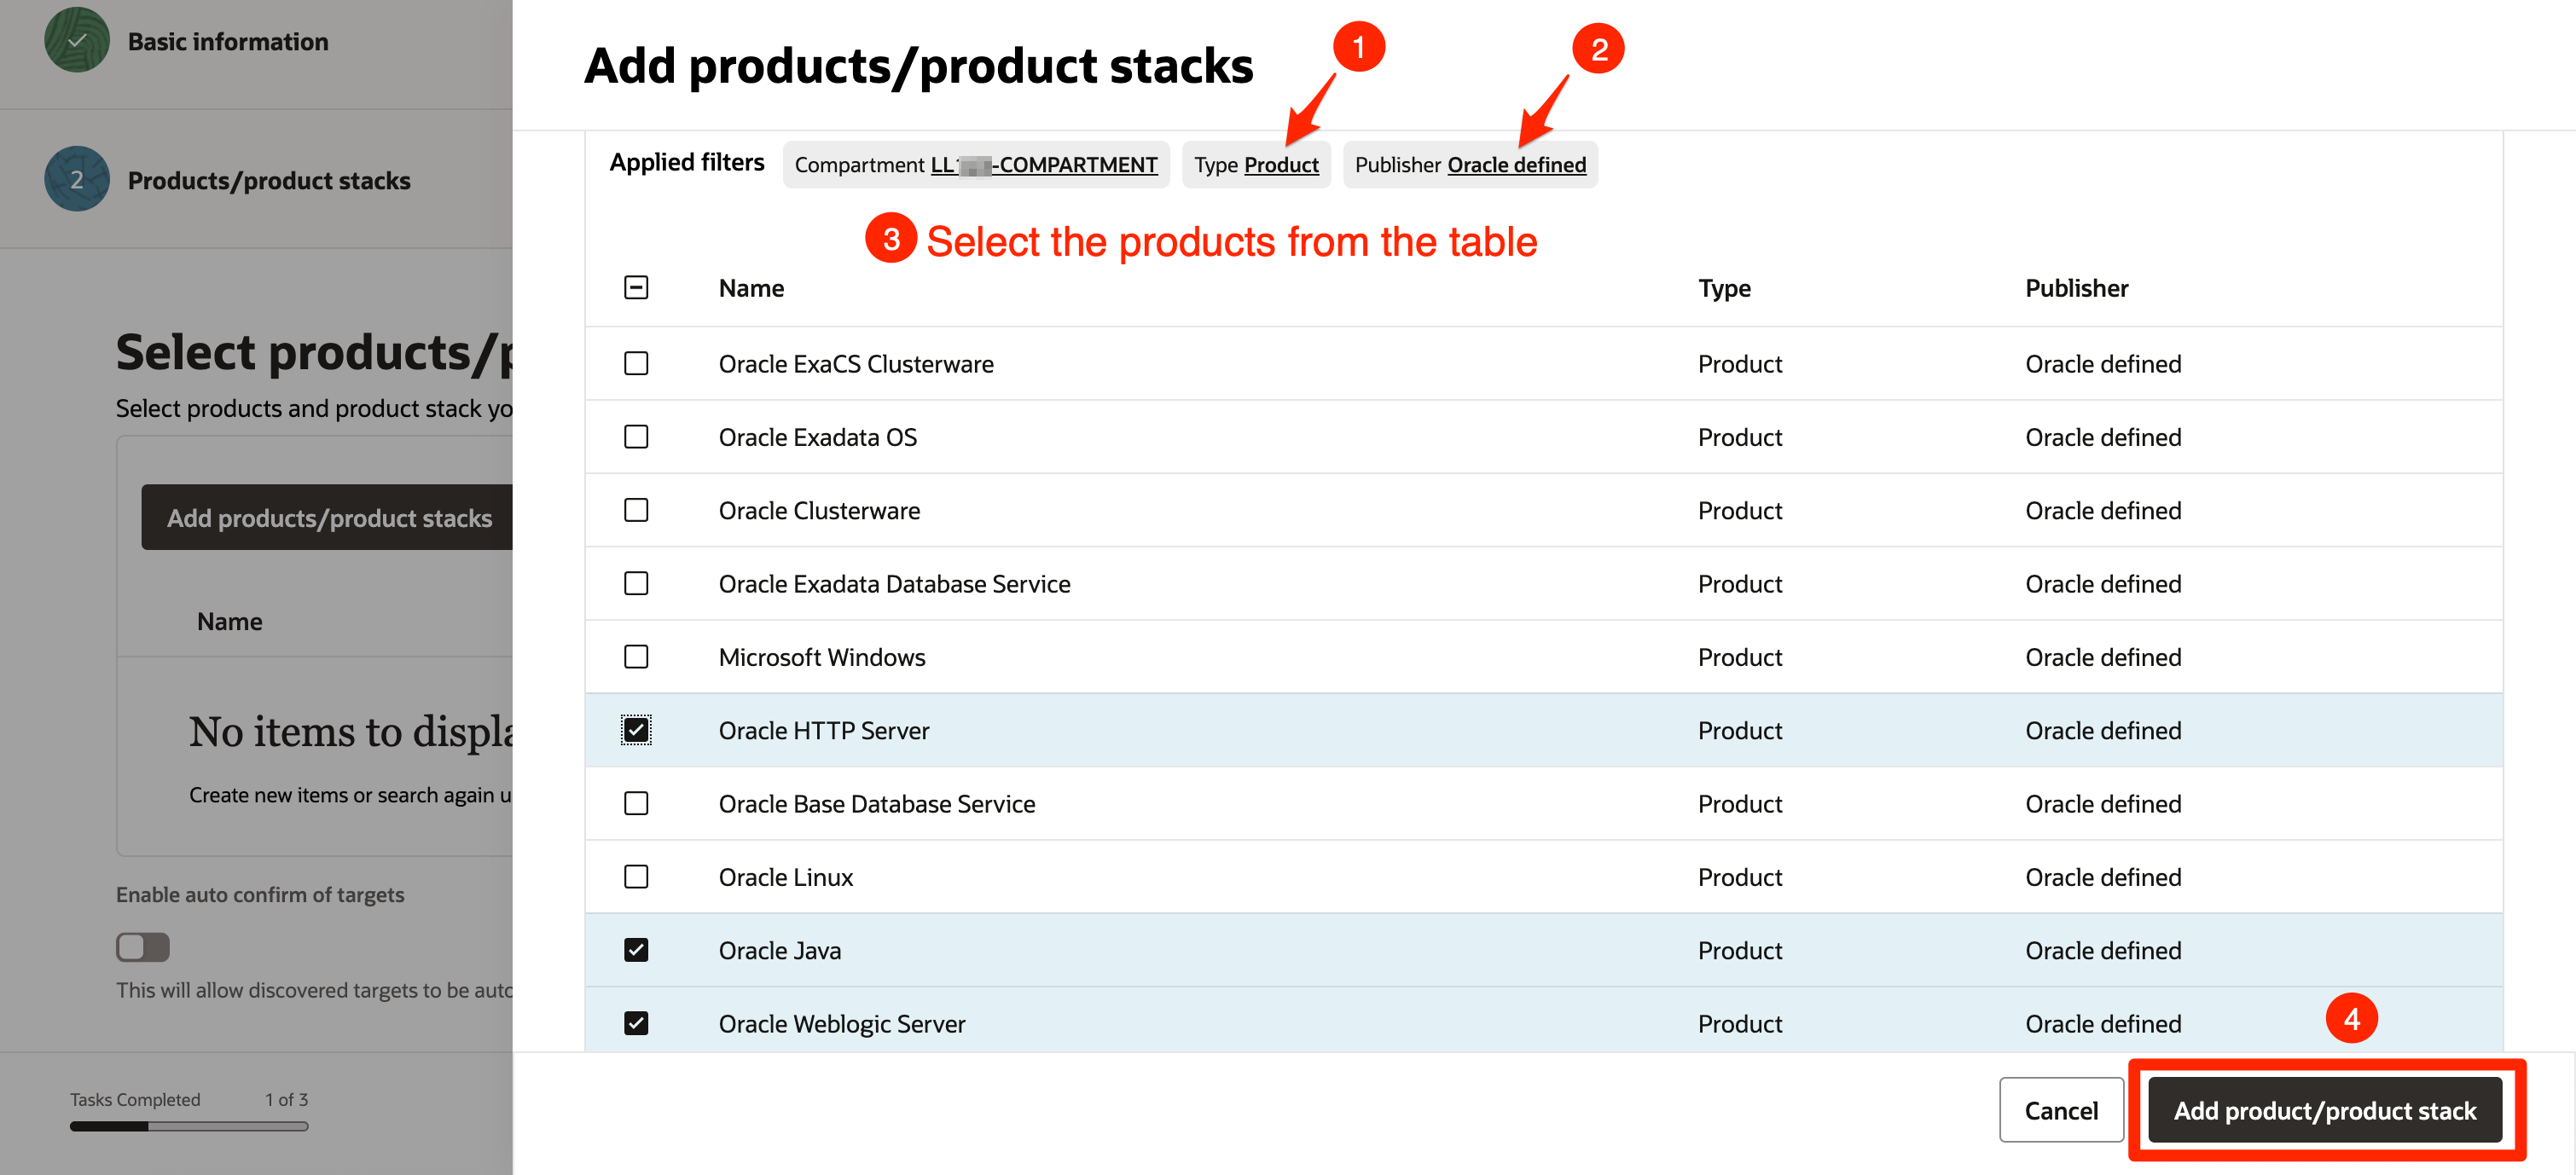 Basic information
2
Products/product stacks
Select products/
Select products and product stack yo
Add products/product stacks
Name
No items to displa
Create new items or search again u
Enable auto confirm of targets
This will allow discovered targets to be auto
Tasks Completed 1 of 3
Add products/product stacks
1
2
Applied filters Compartment LL -COMPARTMENT Type Product Publisher Oracle defined
3 Select the products from the table
Name Type Publisher
Oracle ExaCS Clusterware Product Oracle defined
Oracle Exadata OS Product Oracle defined
Oracle Clusterware Product Oracle defined
Oracle Exadata Database Service Product Oracle defined
Microsoft Windows Product Oracle defined
Oracle HTTP Server Product Oracle defined
Oracle Base Database Service Product Oracle defined
Oracle Linux Product Oracle defined
Oracle Java Product Oracle defined
Oracle Weblogic Server Product Oracle defined
4
Cancel
Add product/product stack